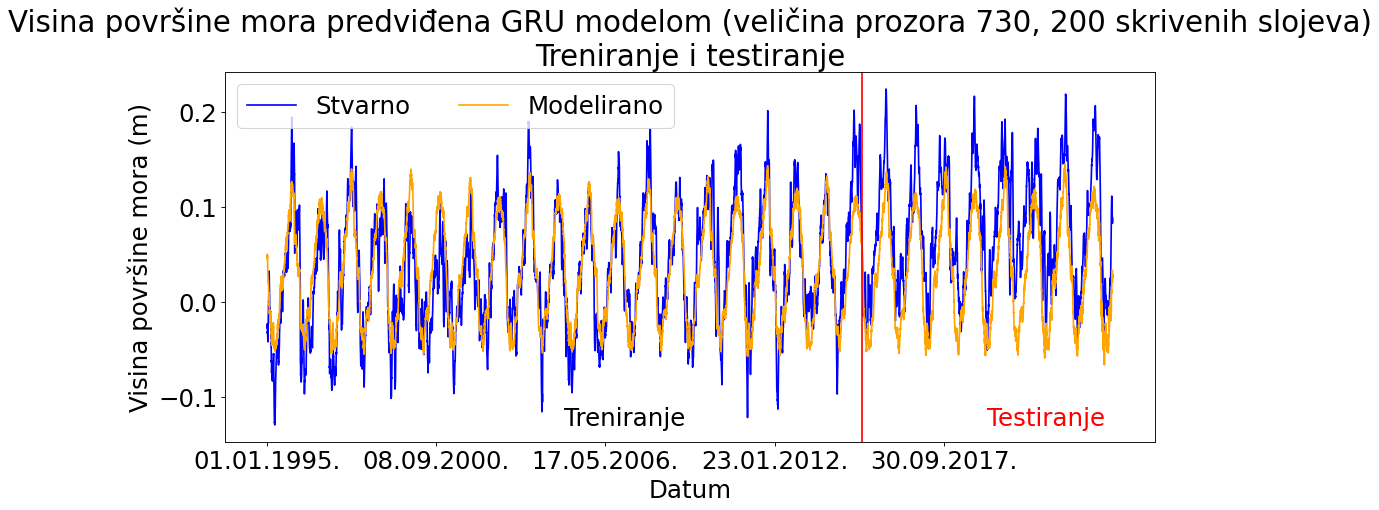 Visina površine mora predviđena GRU modelom (veličina prozora 730, 200 skrivenih slojeva)
Treniranje i testiranje
Stvarno
Modelirano
Visina površine mora (m)
0.2
0.1
0.0
−0.1
Treniranje
Testiranje
01.01.1995.
08.09.2000.
17.05.2006.
23.01.2012.
30.09.2017.
Datum